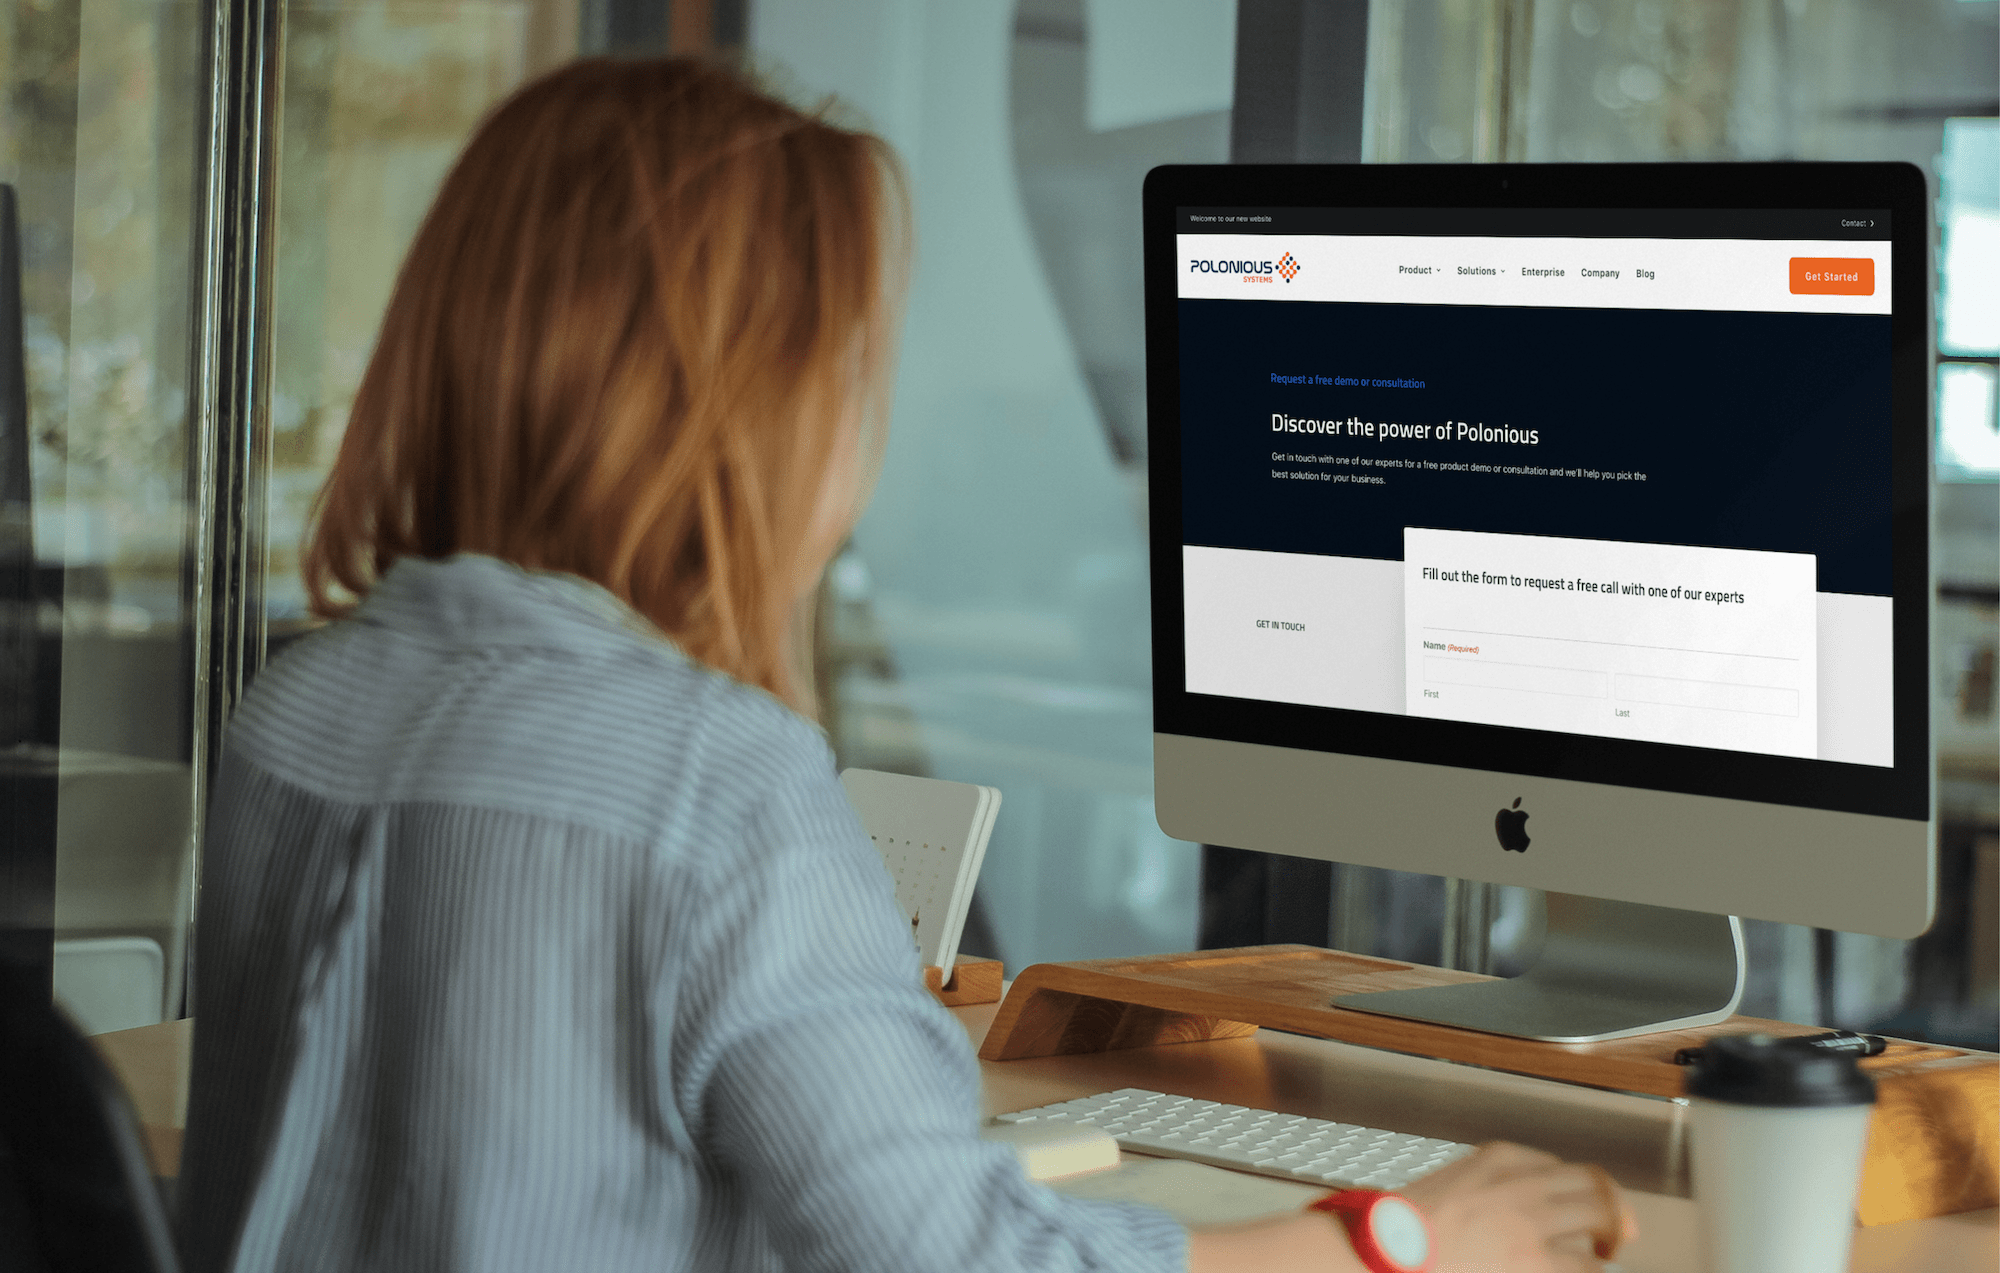 Welcome to our new website
Contact
POLONIOUS
SYSTEMS
Product
Solutions
Enterprise
Company
Blog
Get Started
Request a free demo or consultation
Discover the power of Polonious
Get in touch with one of our experts for a free product demo or consultation and we'll help you pick the
best solution for your business.
Fill out the form to request a free call with one of our experts
GET IN TOUCH
Name (Required)
First
Last